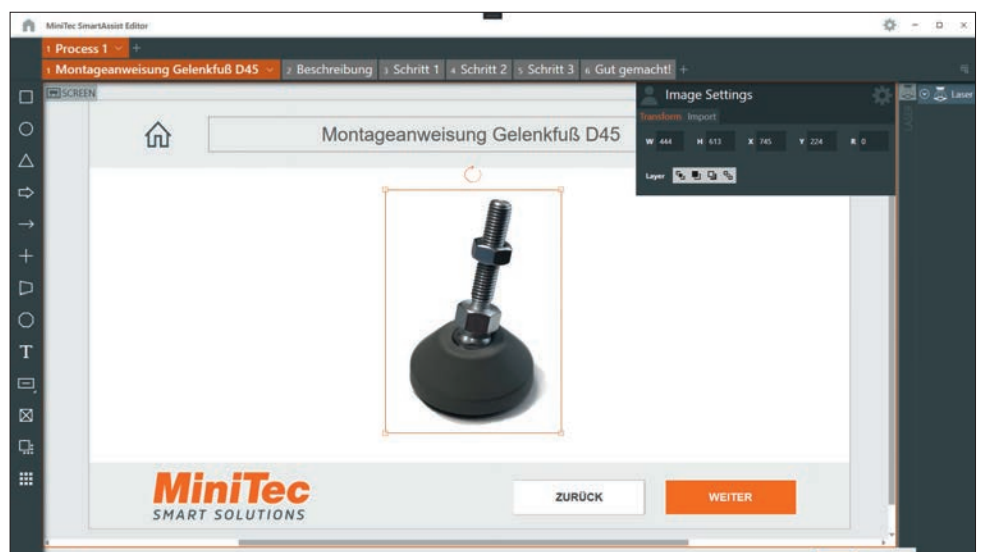 MiniTec SmartAssist Editor
1 Process 1 +
1 Montageanweisung Gelenkfuß D45 2 Beschreibung 3 Schritt 1 4 Schritt 2 5 Schritt 3 6 Gut gemacht! +
SCREEN
Image Settings
Laser
LASER
Transform Import
Montageanweisung Gelenkfuß D45
W 444 H 613 X 745 Y 224 R 0
Layer
T
MiniTec
SMART SOLUTIONS
ZURÜCK
WEITER